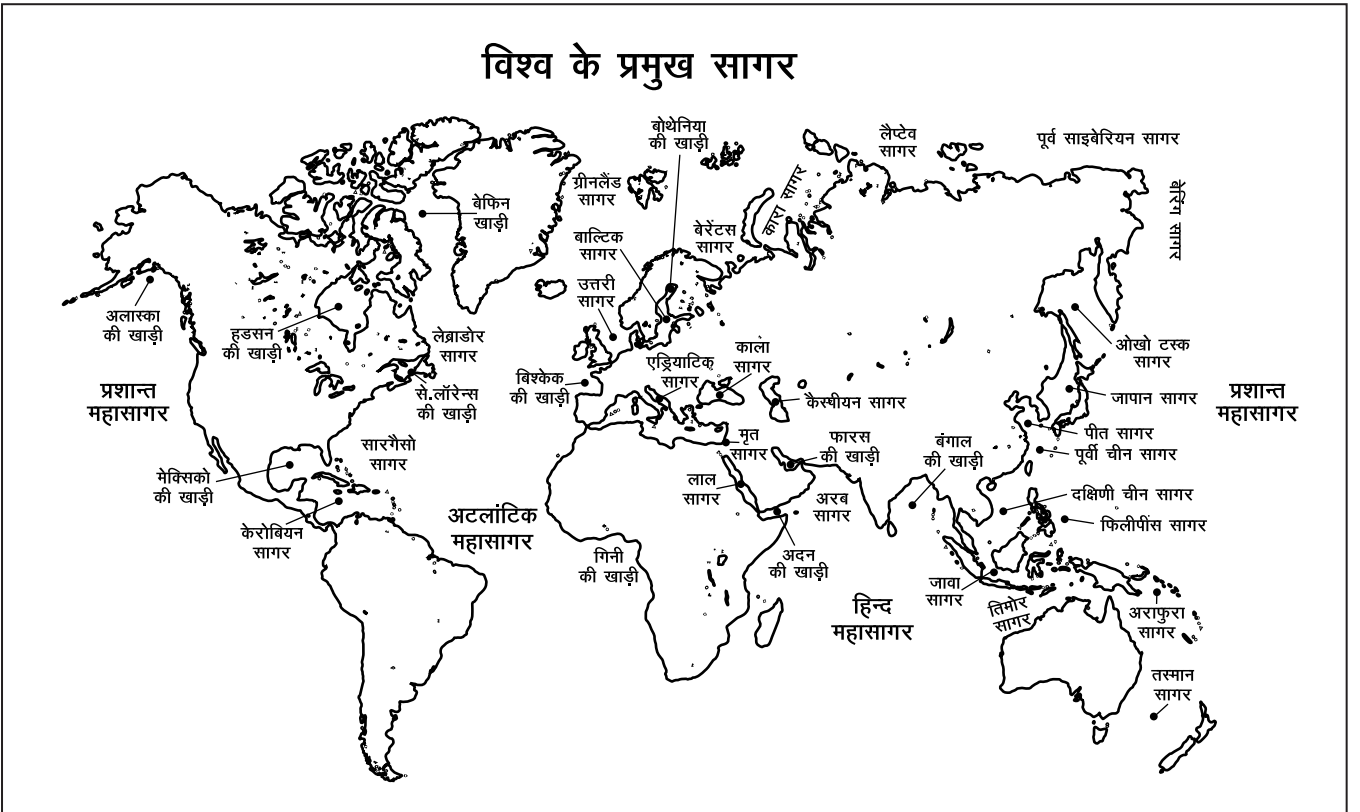 विश्व के प्रमुख सागर
बोथेनिया
की खाड़ी
लैप्टेव
सागर
पूर्व साइबेरियन सागर
ग्रीनलैंड
सागर
कारा सागर
बेरिंग सागर
बेफिन
खाड़ी
बाल्टिक
सागर
बेरेंटस
सागर
उत्तरी
सागर
अलास्का
की खाड़ी
हडसन
की खाड़ी
लेब्राडोर
सागर
एड्रियाटिक
सागर
काला
सागर
ओखो टस्क
सागर
बिश्केक
की खाड़ी
से.लॉरेन्स
की खाड़ी
प्रशान्त
महासागर
कैस्पीयन सागर
जापान सागर
प्रशान्त
महासागर
सारगैसो
सागर
मृत
सागर
फारस
की खाड़ी
बंगाल
की खाड़ी
पीत सागर
पूर्वी चीन सागर
मेक्सिको
की खाड़ी
लाल
सागर
अरब
सागर
दक्षिणी चीन सागर
फिलीपींस सागर
केरोबियन
सागर
अटलांटिक
महासागर
गिनी
की खाड़ी
अदन
की खाड़ी
जावा
सागर
तिमोर
सागर
अराफुरा
सागर
हिन्द
महासागर
तस्मान
सागर